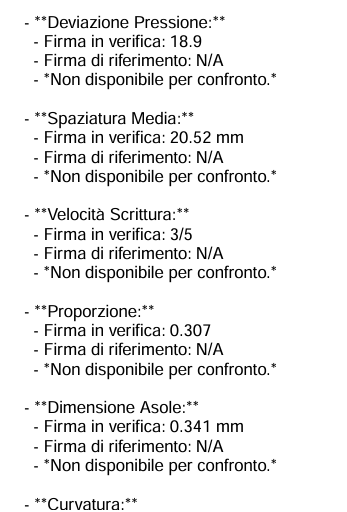 - **Deviazione Pressione:**
- Firma in verifica: 18.9
- Firma di riferimento: N/A
- *Non disponibile per confronto.*
- **Spaziatura Media:**
- Firma in verifica: 20.52 mm
- Firma di riferimento: N/A
- *Non disponibile per confronto.*
- **Velocità Scrittura:**
- Firma in verifica: 3/5
- Firma di riferimento: N/A
- *Non disponibile per confronto.*
- **Proporzione:**
- Firma in verifica: 0.307
- Firma di riferimento: N/A
- *Non disponibile per confronto.*
- **Dimensione Asole:**
- Firma in verifica: 0.341 mm
- Firma di riferimento: N/A
- *Non disponibile per confronto.*
- **Curvatura:**